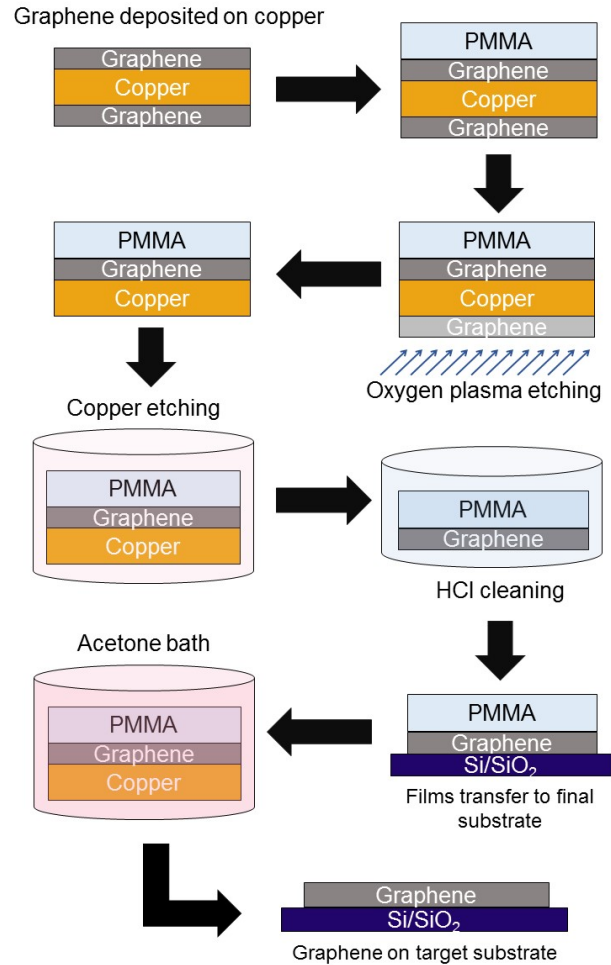 Graphene deposited on copper
Graphene
Copper
Graphene
PMMA
Graphene
Copper
Graphene
PMMA
Graphene
Copper
Graphene
Oxygen plasma etching
PMMA
Graphene
Copper
Copper etching
PMMA
Graphene
Copper
PMMA
Graphene
HCl cleaning
PMMA
Graphene
Si/SiO₂
Films transfer to final
substrate
Acetone bath
PMMA
Graphene
Copper
Graphene
Si/SiO₂
Graphene on target substrate